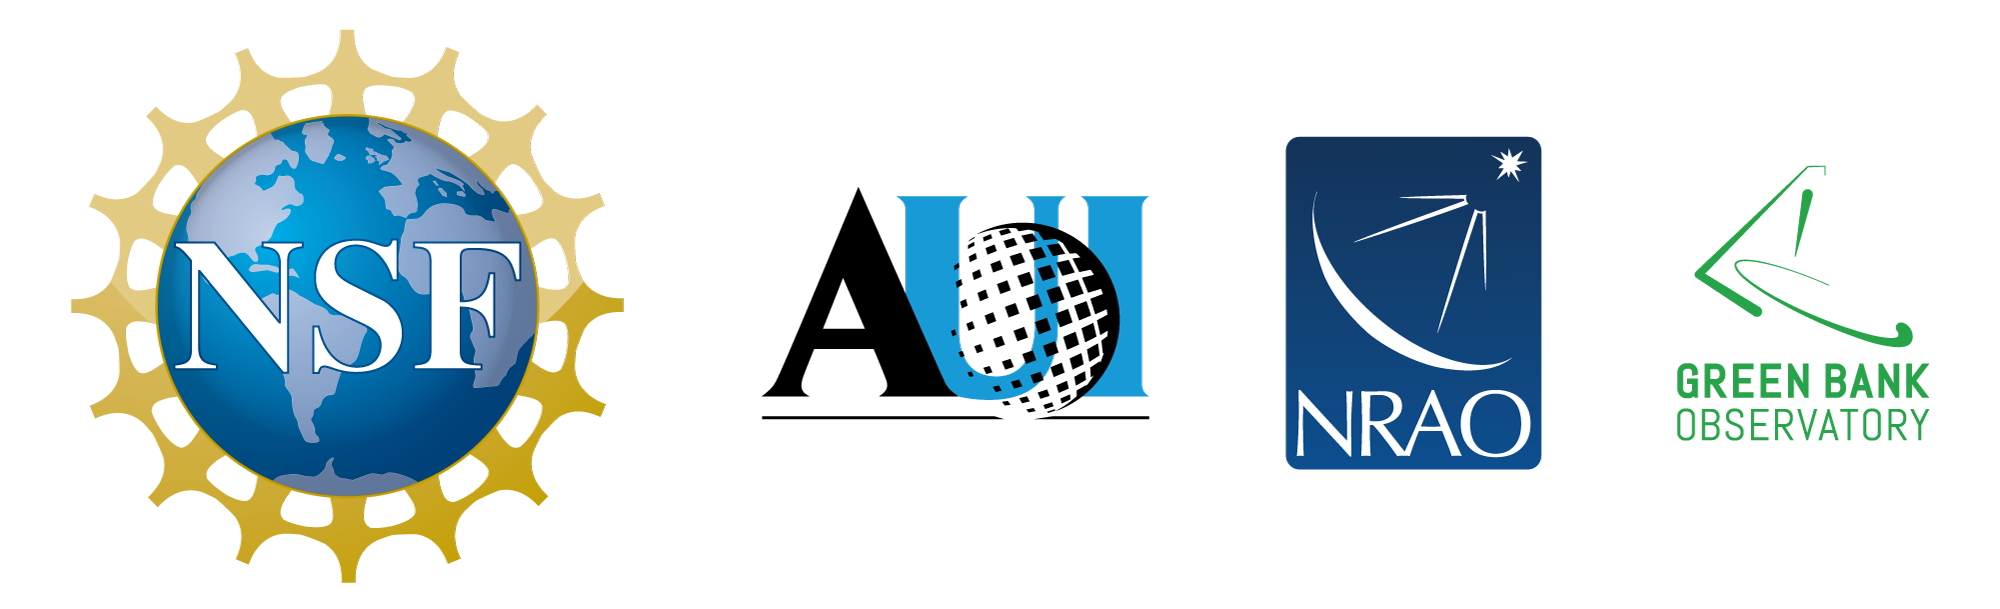 NSF
AUI
NRAO
GREEN BANK
OBSERVATORY